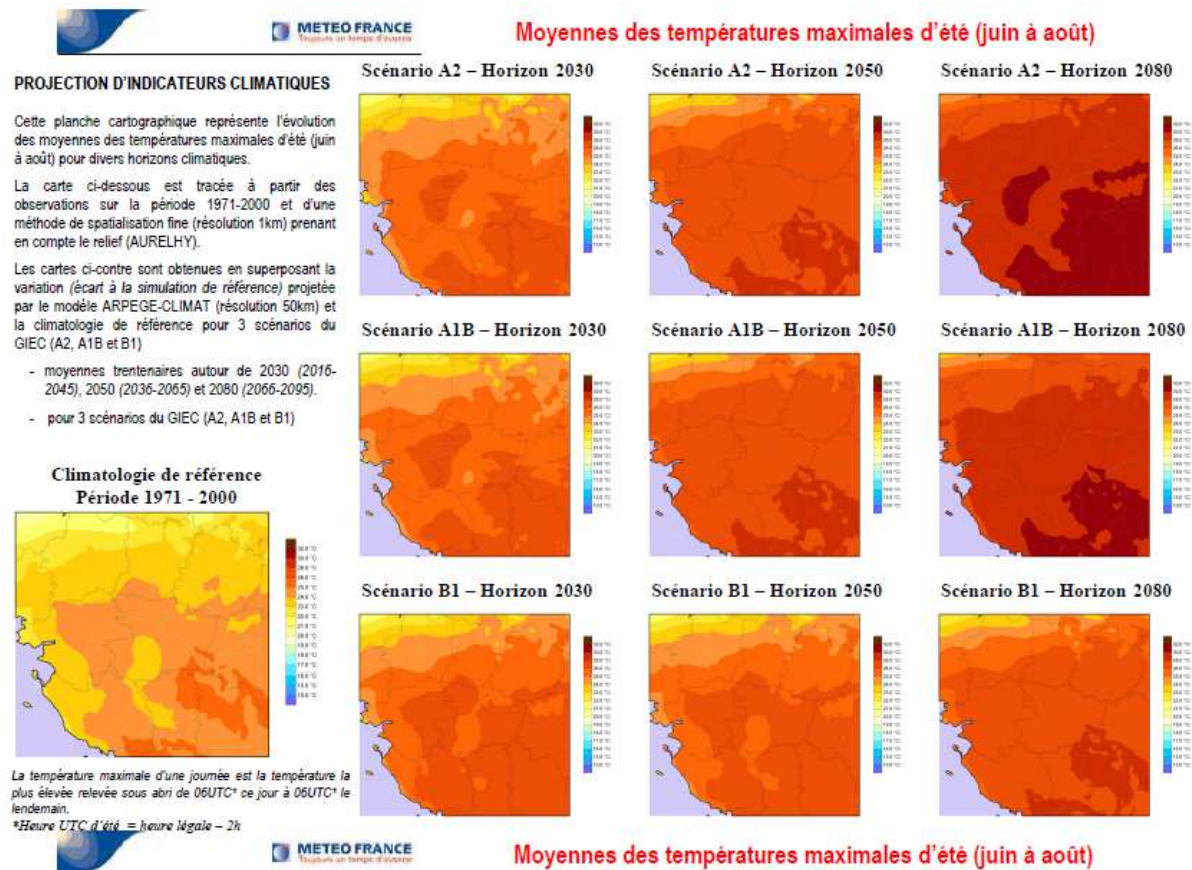 METEO FRANCE
Toujours un temps d'avance
Moyennes des températures maximales d'été (juin à août)
PROJECTION D'INDICATEURS CLIMATIQUES
Cette planche cartographique représente l'évolution
des moyennes des températures maximales d'été (juin
à août) pour divers horizons climatiques.
La carte ci-dessous est tracée à partir des
observations sur la période 1971-2000 et d'une
méthode de spatialisation fine (résolution 1km) prenant
en compte le relief (AURELHY).
Les cartes ci-contre sont obtenues en superposant la
variation (écart à la simulation de référence) projetée
par le modèle ARPEGE-CLIMAT (résolution 50km) et
la climatologie de référence pour 3 scénarios du
GIEC (A2, A1B et B1)
- moyennes trentenaires autour de 2030 (2016-
2045), 2050 (2036-2065) et 2080 (2066-2095).
- pour 3 scénarios du GIEC (A2, A1B et B1)
Climatologie de référence
Période 1971 - 2000
La température maximale d'une journée est la température la
plus élevée relevée sous abri de 06UTC* ce jour à 06UTC* le
lendemain.
*Heure UTC d'été = heure légale – 2h
Scénario A2 – Horizon 2030
Scénario A2 – Horizon 2050
Scénario A2 – Horizon 2080
Scénario A1B – Horizon 2030
Scénario A1B – Horizon 2050
Scénario A1B – Horizon 2080
Scénario B1 – Horizon 2030
Scénario B1 – Horizon 2050
Scénario B1 – Horizon 2080
METEO FRANCE
Toujours un temps d'avance
Moyennes des températures maximales d'été (juin à août)